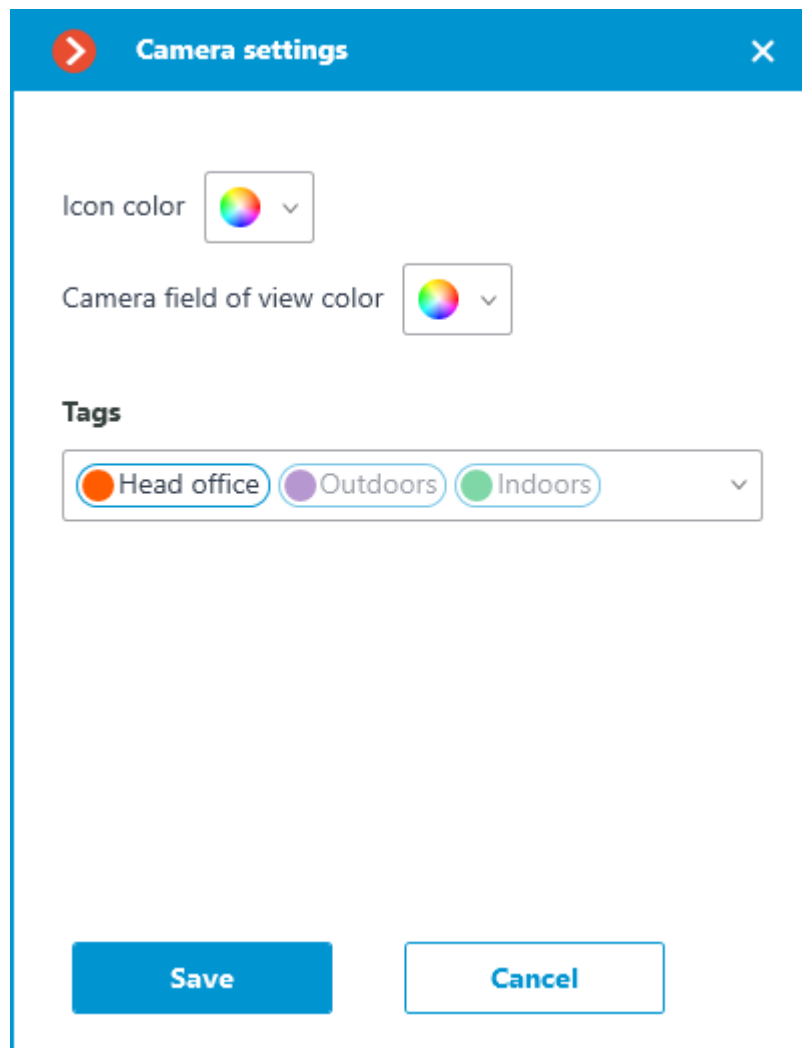 Camera settings
Icon color
Camera field of view color
Tags
Head office Outdoors Indoors
Save Cancel